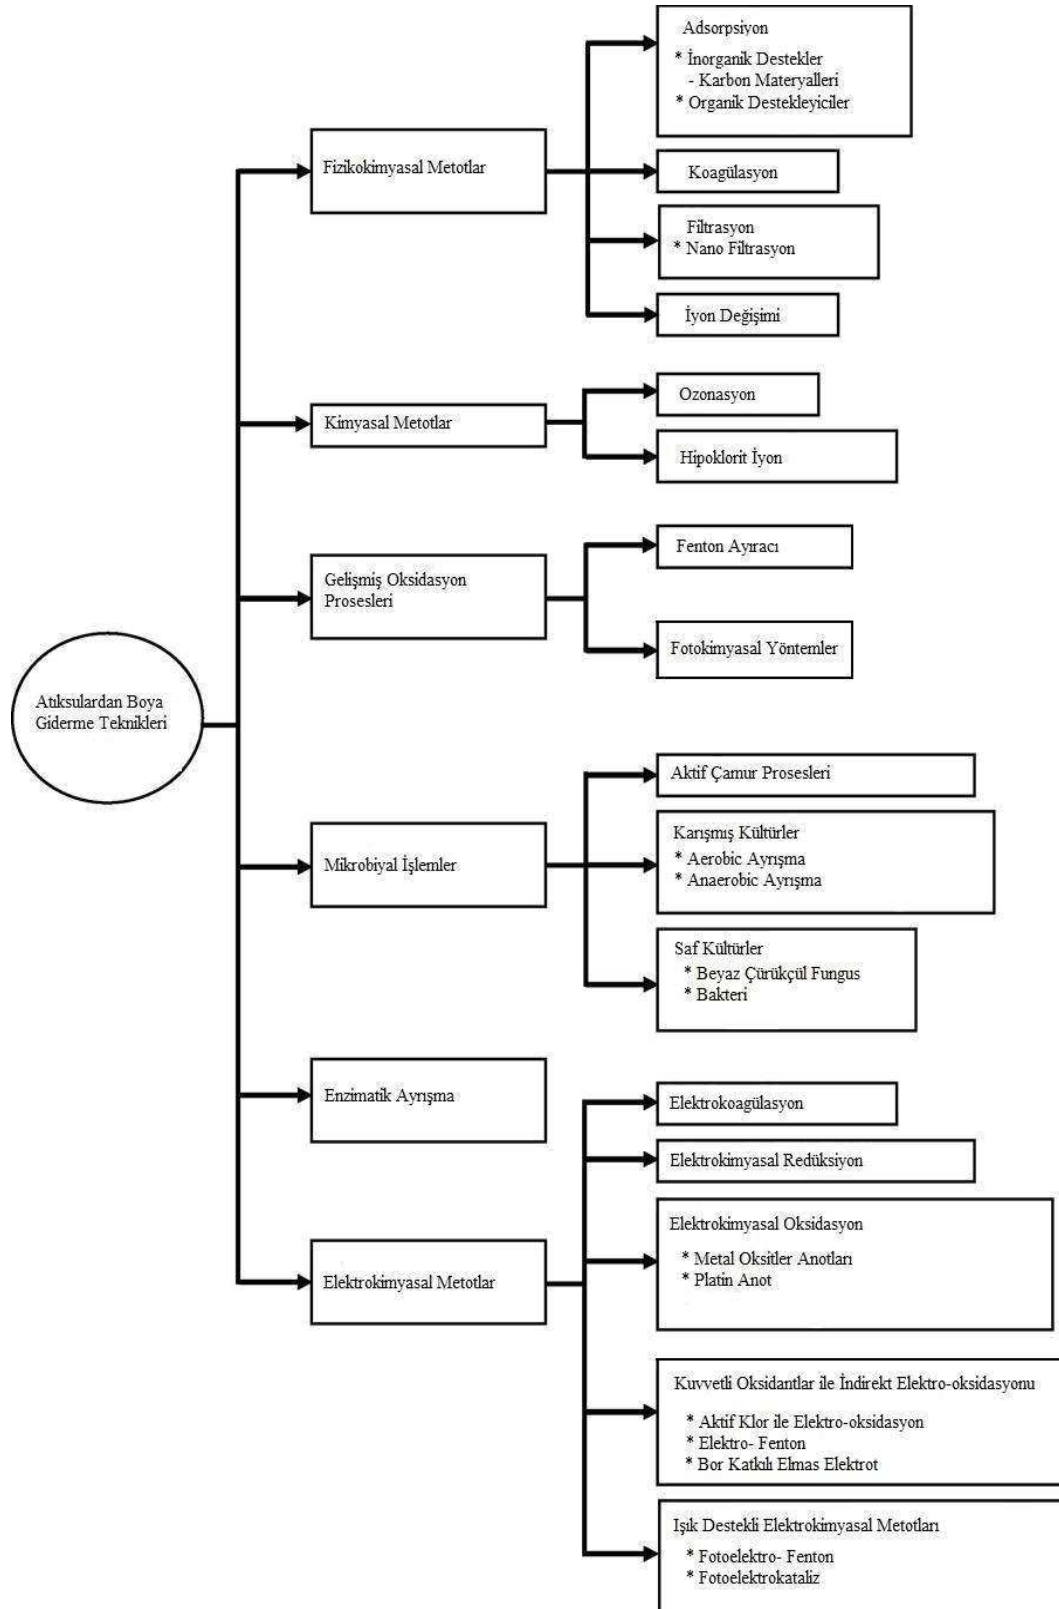 Atıksulardan Boya
Giderme Teknikleri
Fizikokimyasal Metotlar
Adsorpsiyon
* İnorganik Destekler
- Karbon Materyalleri
* Organik Destekleyiciler
Koagülasyon
Filtrasyon
* Nano Filtrasyon
İyon Değişimi
Kimyasal Metotlar
Ozonasyon
Hipoklorit İyon
Gelişmiş Oksidasyon
Prosesleri
Fenton Ayıracı
Fotokimyasal Yöntemler
Mikrobiyal İşlemler
Aktif Çamur Prosesleri
Karışmış Kültürler
* Aerobic Ayrışma
* Anaerobic Ayrışma
Saf Kültürler
* Beyaz Çürükçül Fungus
* Bakteri
Enzimatik Ayrışma
Elektrokimyasal Metotlar
Elektrokoagülasyon
Elektrokimyasal Redüksiyon
Elektrokimyasal Oksidasyon
* Metal Oksitler Anotları
* Platin Anot
Kuvvetli Oksidantlar ile İndirekt Elektro-oksidasyonu
* Aktif Klor ile Elektro-oksidasyon
* Elektro- Fenton
* Bor Katkılı Elmas Elektrot
Işik Destekli Elektrokimyasal Metotları
* Fotoelektro- Fenton
* Fotoelektrokataliz